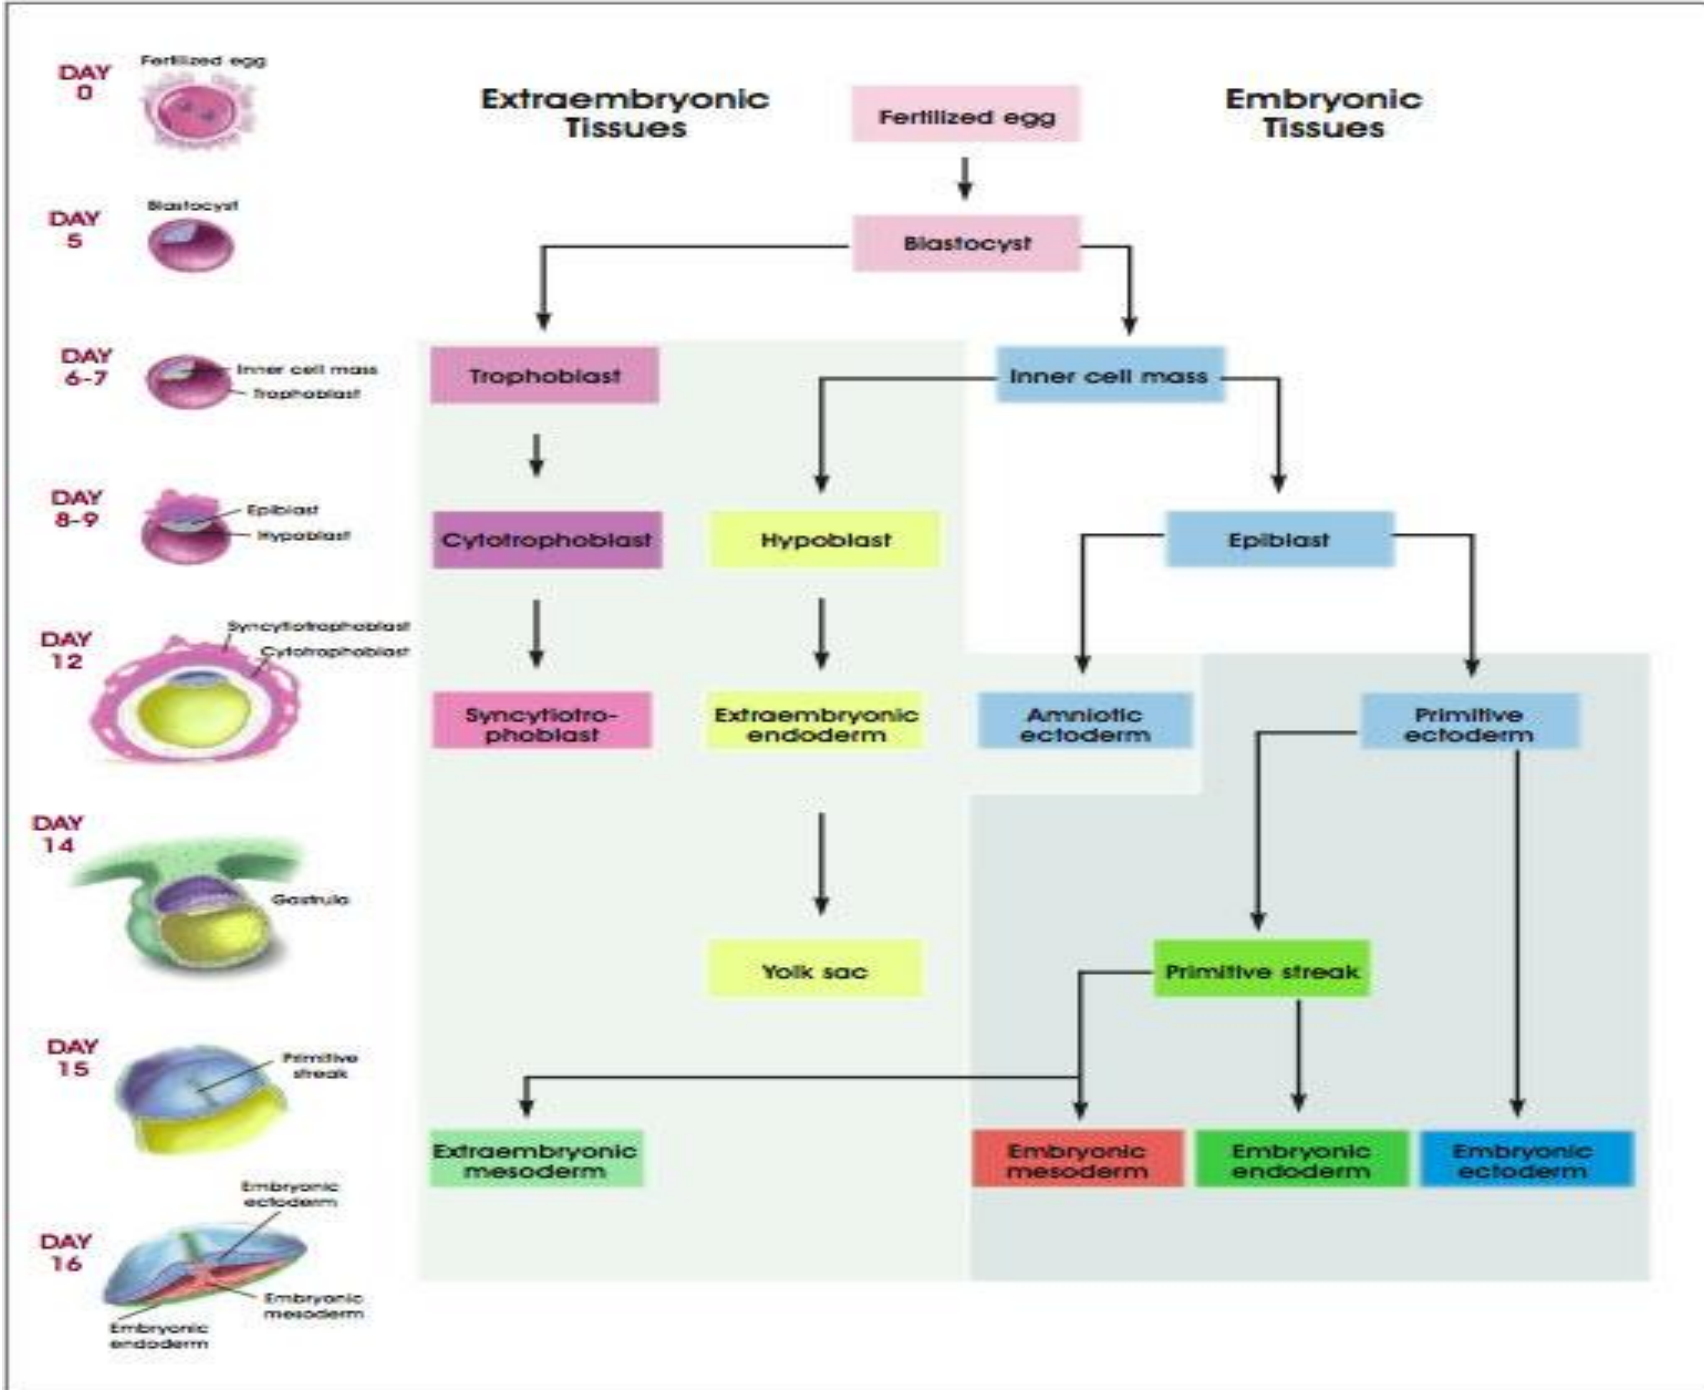 DAY
0
Fertilized egg
Extraembryonic
Tissues
Fertilized egg
Embryonic
Tissues
DAY
5
Blastocyst
Blastocyst
DAY
6-7
Inner cell mass
Trophoblast
Trophoblast
Inner cell mass
DAY
8-9
Epiblast
Hypoblast
Cytotrophoblast
Hypoblast
Epiblast
DAY
12
Syncytiotrophoblast
Cytotrophoblast
Syncytiotro-
phoblast
Extraembryonic
endoderm
Amniotic
ectoderm
Primitive
ectoderm
DAY
14
Gastrula
Yolk sac
Primitive streak
DAY
15
Primitive
streak
Extraembryonic
mesoderm
Embryonic
mesoderm
Embryonic
endoderm
Embryonic
ectoderm
DAY
16
Embryonic
ectoderm
Embryonic
mesoderm
Embryonic
endoderm